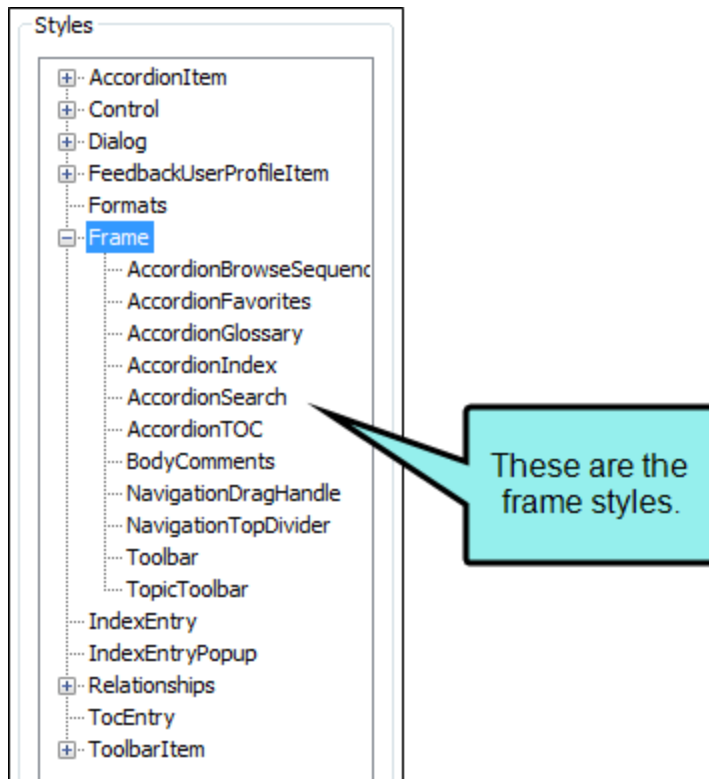 Styles
AccordionItem
Control
Dialog
FeedbackUserProfileItem
Formats
Frame
AccordionBrowseSequenc
AccordionFavorites
AccordionGlossary
AccordionIndex
AccordionSearch
AccordionTOC
BodyComments
NavigationDragHandle
NavigationTopDivider
Toolbar
TopicToolbar
IndexEntry
IndexEntryPopup
Relationships
TocEntry
ToolbarItem
These are the
frame styles.